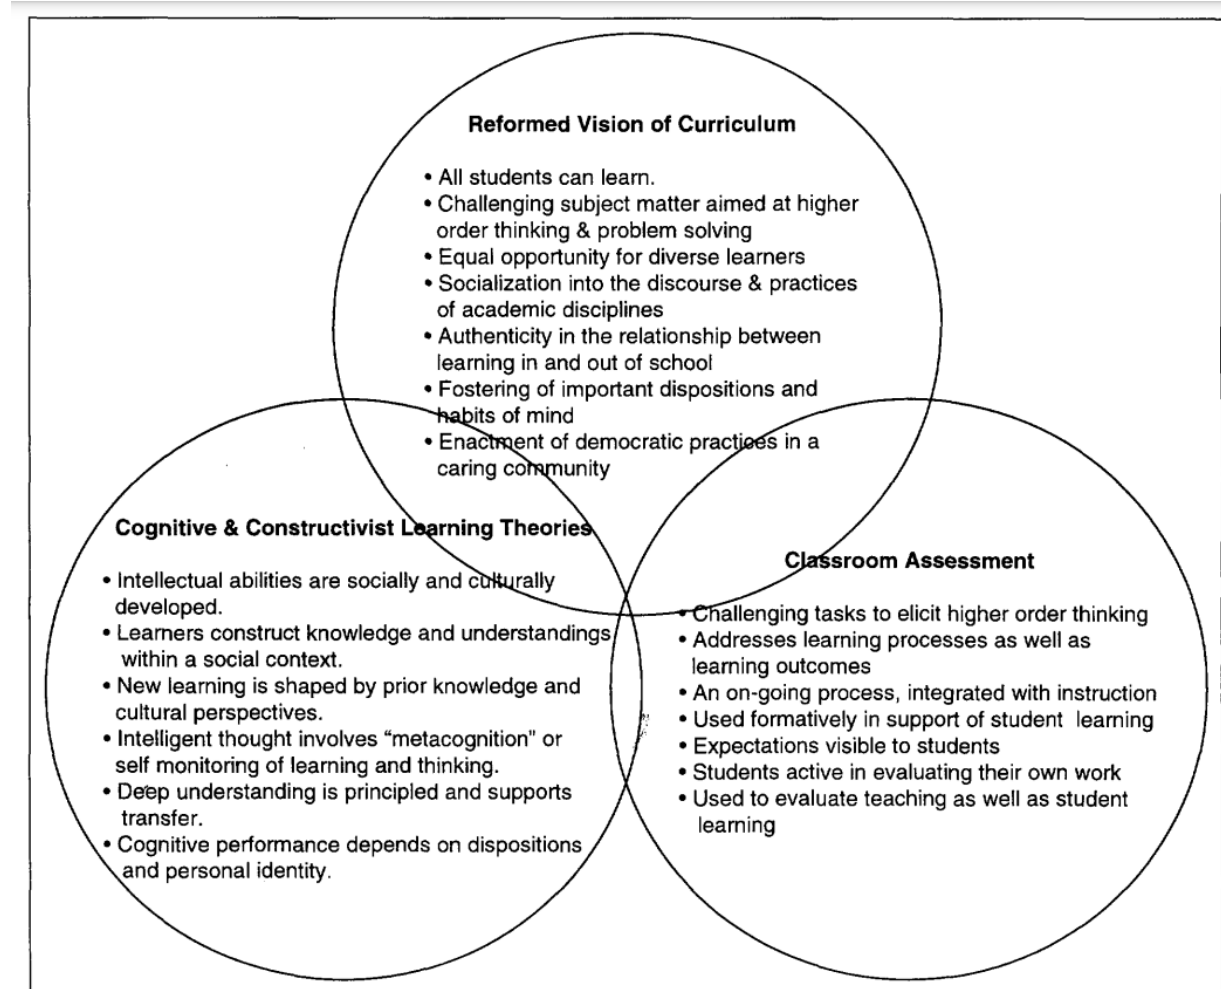 Reformed Vision of Curriculum
• All students can learn.
• Challenging subject matter aimed at higher
order thinking & problem solving
• Equal opportunity for diverse learners
• Socialization into the discourse & practices
of academic disciplines
• Authenticity in the relationship between
learning in and out of school
• Fostering of important dispositions and
habits of mind
• Enactment of democratic practices in a
caring community
Cognitive & Constructivist Learning Theories
• Intellectual abilities are socially and culturally
developed.
• Learners construct knowledge and understandings
within a social context.
• New learning is shaped by prior knowledge and
cultural perspectives.
• Intelligent thought involves “metacognition” or
self monitoring of learning and thinking.
• Deep understanding is principled and supports
transfer.
• Cognitive performance depends on dispositions
and personal identity.
Classroom Assessment
• Challenging tasks to elicit higher order thinking
• Addresses learning processes as well as
learning outcomes
• An on-going process, integrated with instruction
• Used formatively in support of student learning
• Expectations visible to students
• Students active in evaluating their own work
• Used to evaluate teaching as well as student
learning